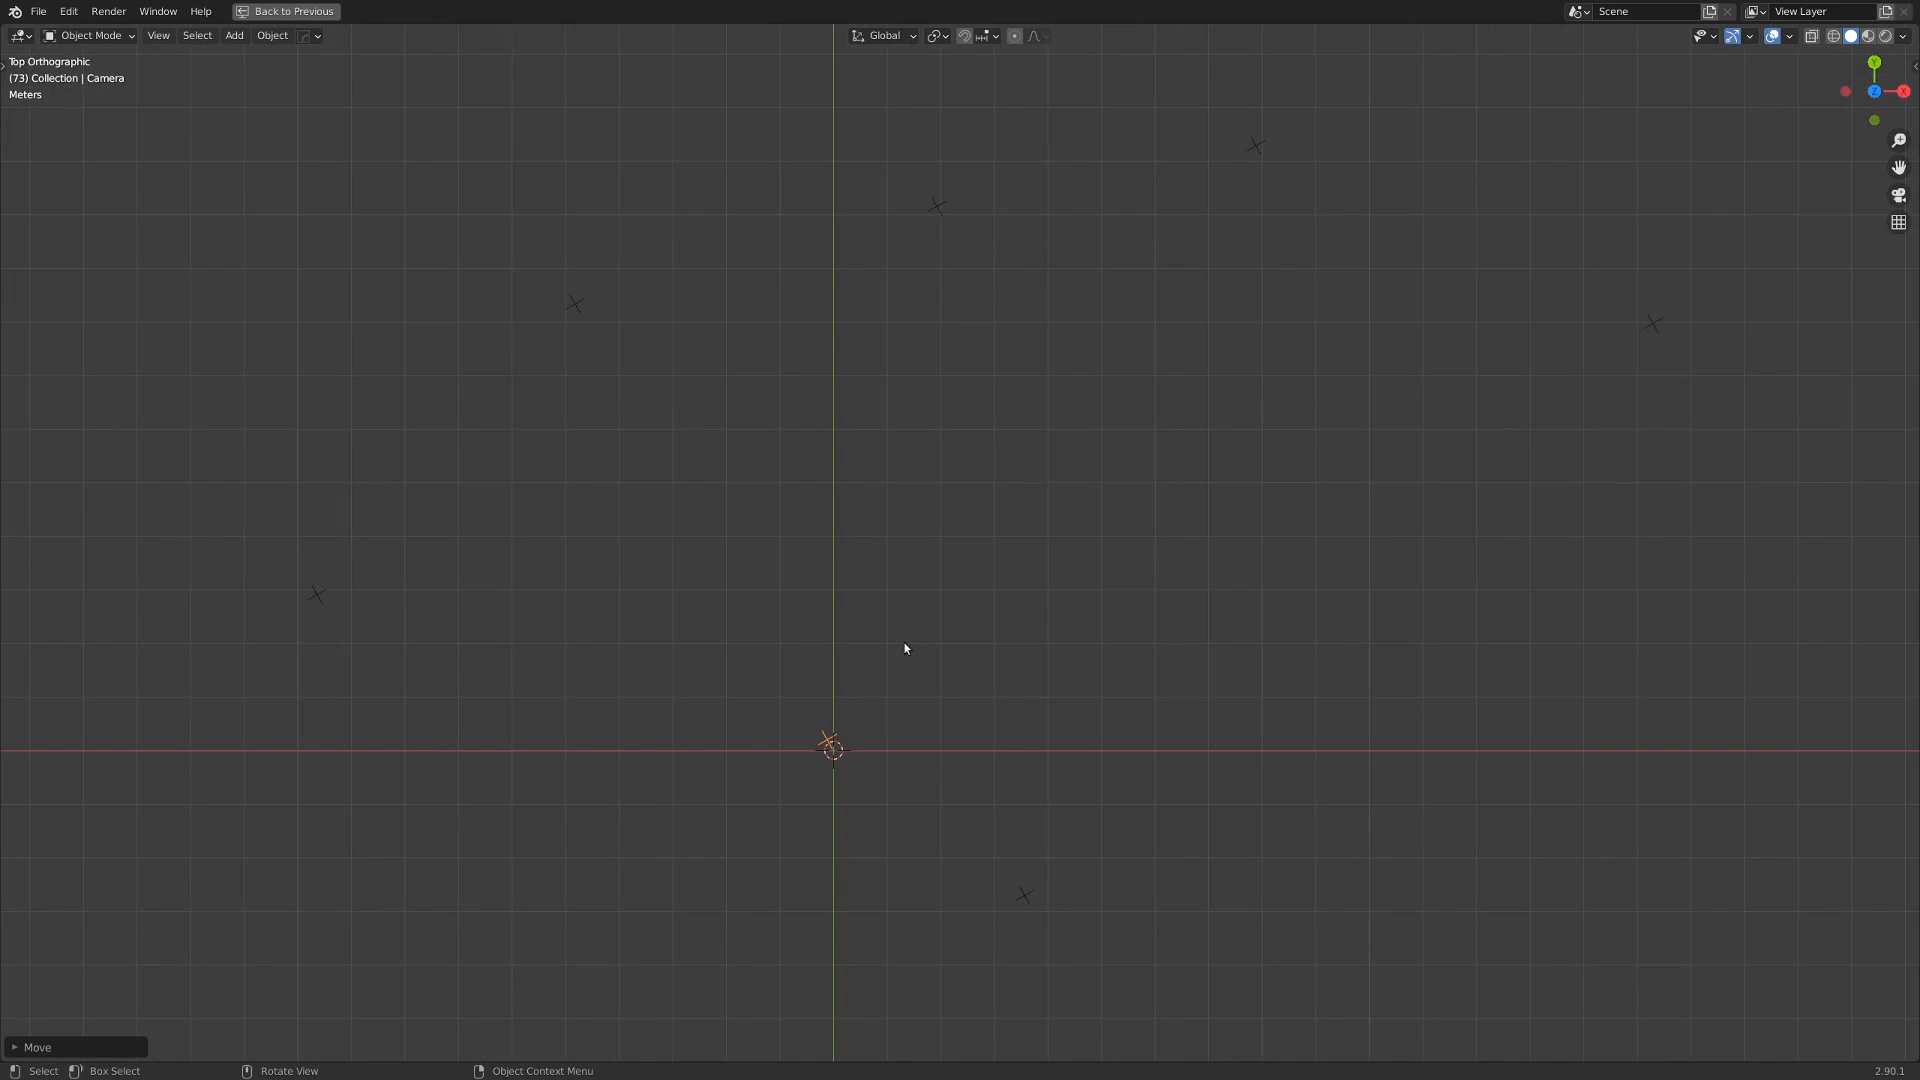 File Edit Render Window Help Back to Previous Scene View Layer
Object Mode View Select Add Object Global
Top Orthographic
(73) Collection | Camera
Meters
Y
Z X
Move
Select Box Select Rotate View Object Context Menu 2.90.1